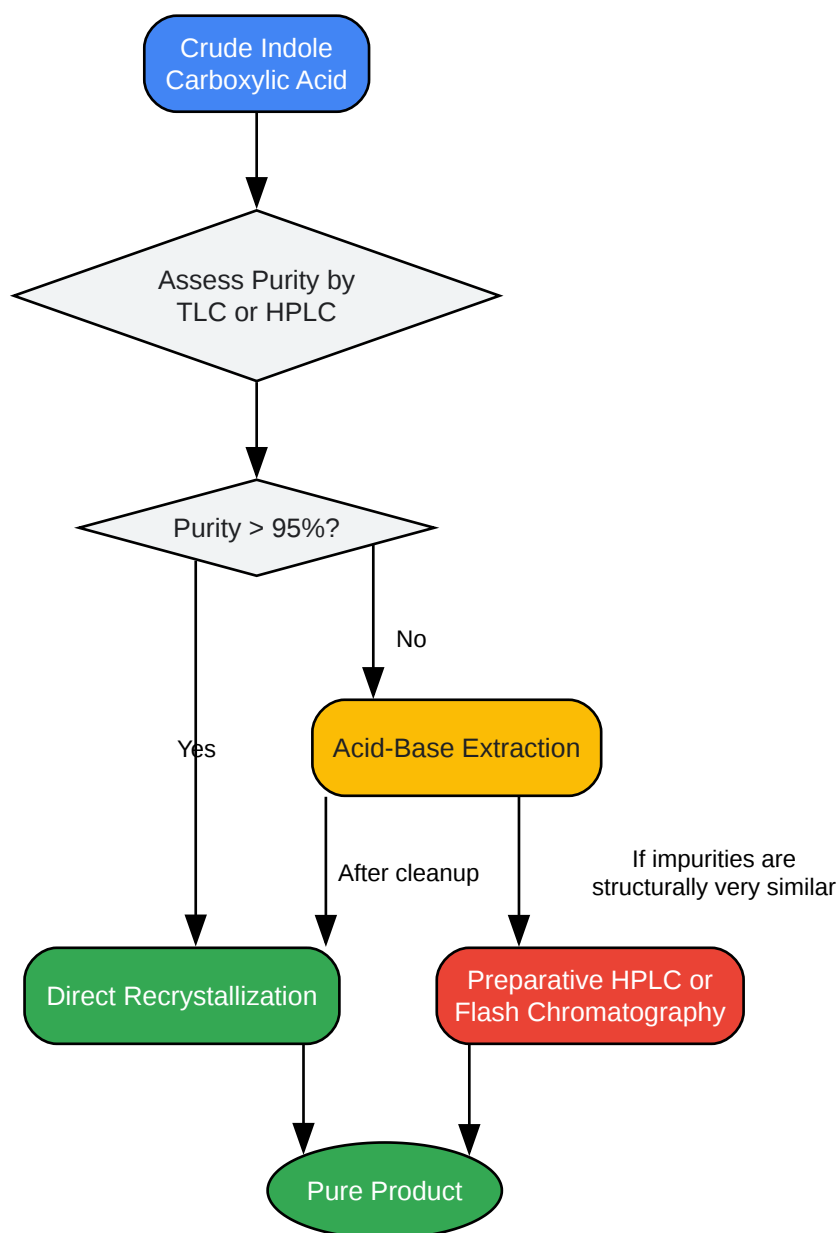 Crude Indole
Carboxylic Acid
Assess Purity by
TLC or HPLC
Purity > 95%?
No
Yes
Acid-Base Extraction
After cleanup
If impurities are
structurally very similar
Direct Recrystallization
Preparative HPLC or
Flash Chromatography
Pure Product